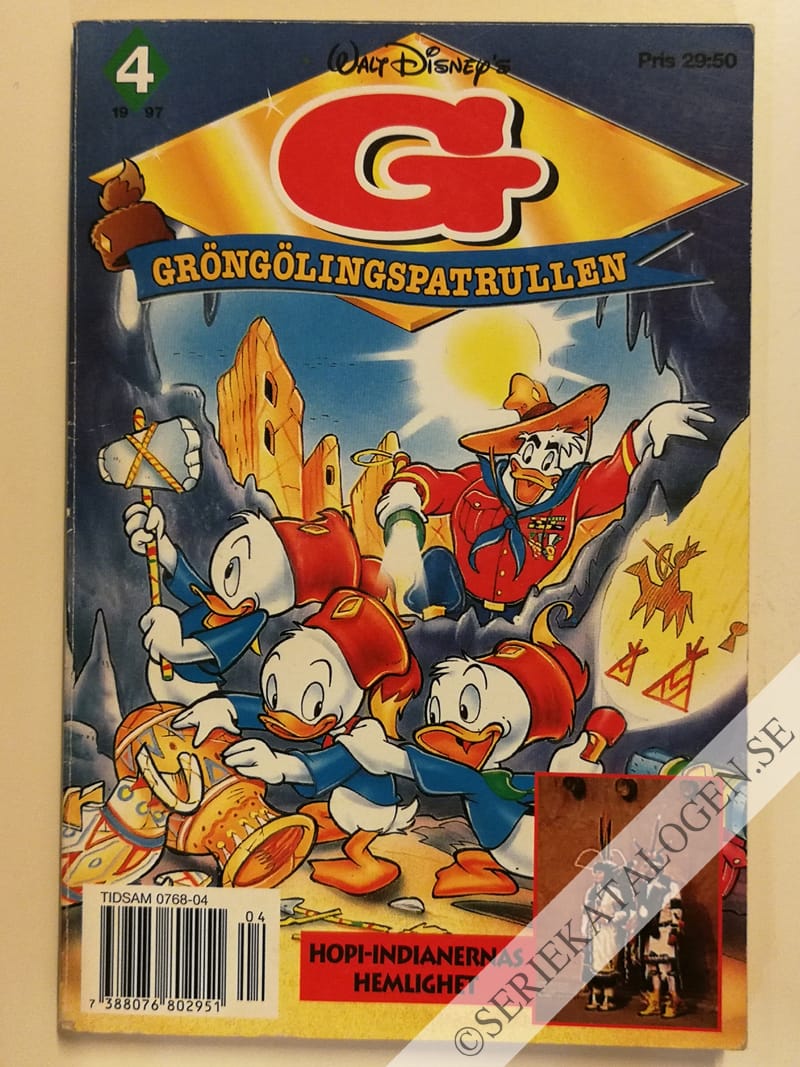 4
19 97
WALT DISNEY'S
Pris 29:50
G
GRÖNGÖLINGSPATRULLEN
TIDSAM 0768-04
04
7 388076 802951
HOPI-INDIANERNAS
HEMLIGHET
©SERIEKATALOGEN.SE